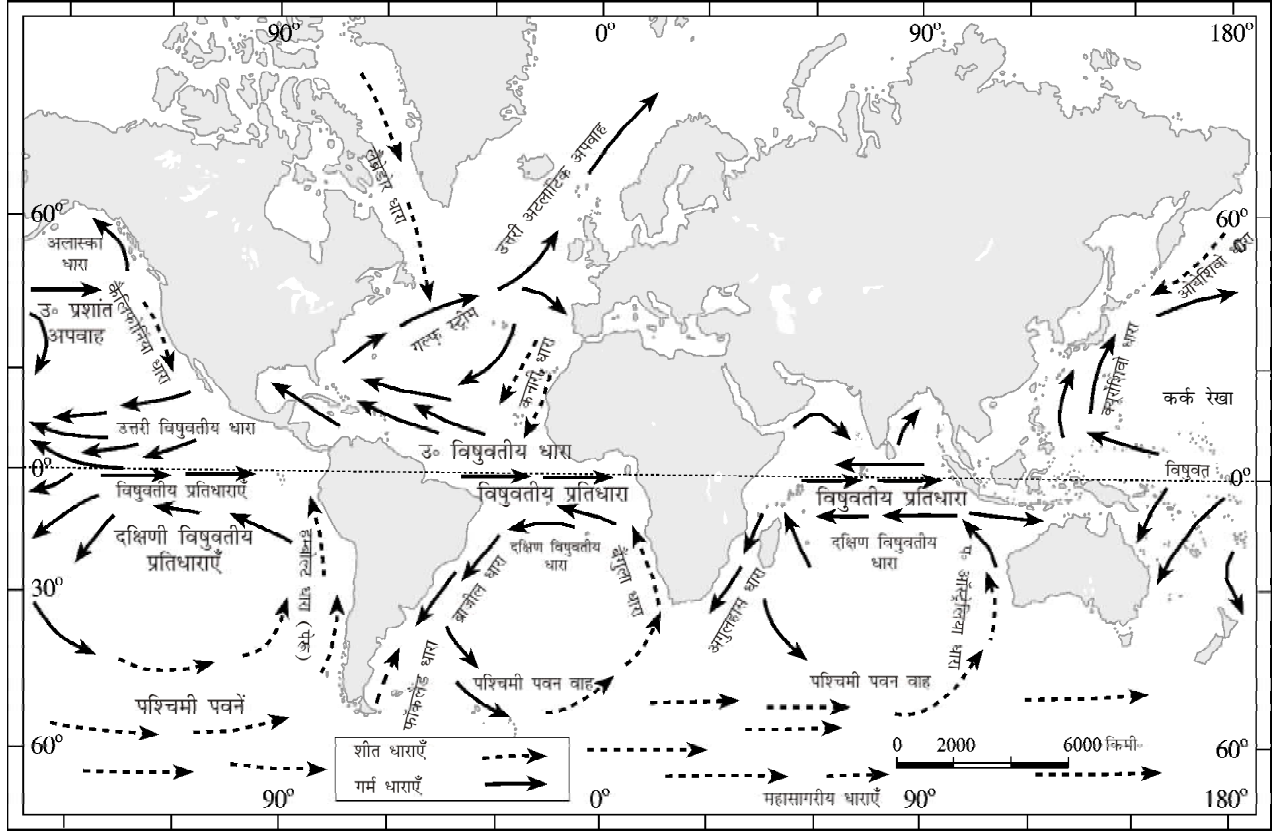 90° 0° 90° 180°
लॅब्रेडोर धारा
उत्तरी अटलांटिक अपवाह
60° 60°
अलास्का
धारा
ओयेशिवो धारा
कैलिफोर्निया धारा
उ॰ प्रशांत
अपवाह
गल्फ स्ट्रीम
कनारी धारा
क्यूरोशिवो धारा
कर्क रेखा
उत्तरी विषुवतीय धारा
उ॰ विषुवतीय धारा
विषुवत
0° 0°
विषुवतीय प्रतिधाराएँ
विषुवतीय प्रतिधारा
विषुवतीय प्रतिधारा
दक्षिणी विषुवतीय
प्रतिधाराएँ
दक्षिण विषुवतीय
धारा
दक्षिण विषुवतीय
धारा
हम्बोल्ट धारा (पेरू)
ब्राजील धारा
बेंगुला धारा
अगुलहास धारा
प॰ ऑस्ट्रेलिया धारा
30°
फॉकलैंड धारा
पश्चिमी पवन वाह
पश्चिमी पवन वाह
पश्चिमी पवनें
60° 60°
शीत धाराएँ
गर्म धाराएँ
0 2000 6000 किमी॰
महासागरीय धाराएँ
90° 0° 90° 180°